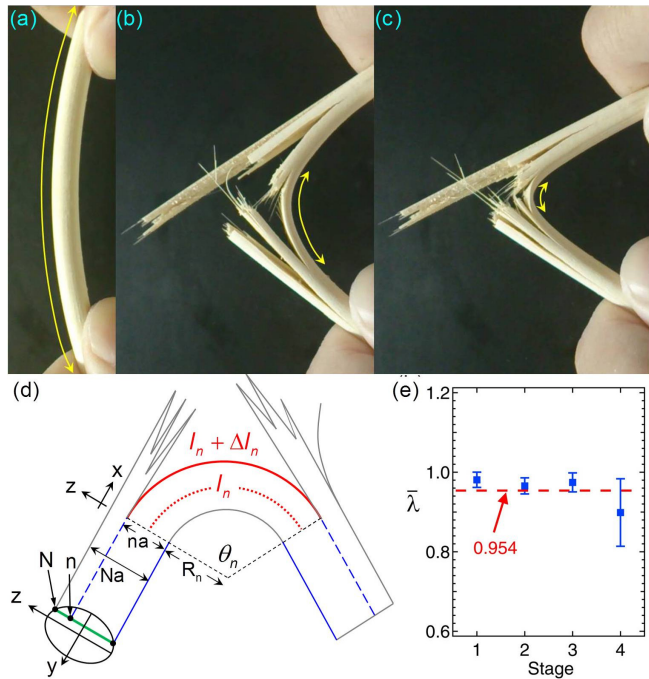 (a)
(b)
(c)
(d)
l_n + Δl_n
l_n
x
z
na
Na
R_n
θ_n
N
n
z
y
(e)
1.2
1.0
0.8
0.6
λ̄
0.954
1
2
3
4
Stage